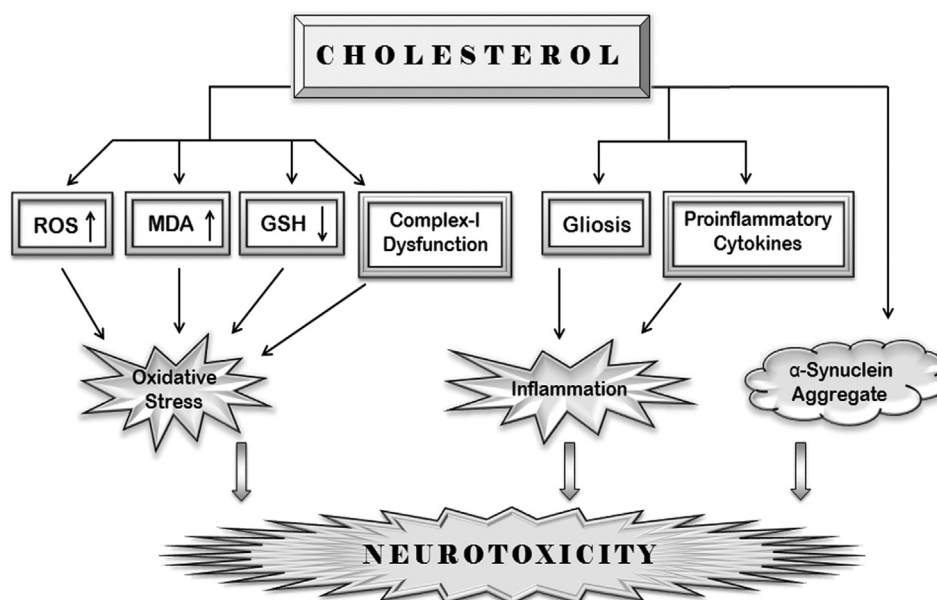 CHOLESTEROL
ROS ↑
MDA ↑
GSH ↓
Complex-I
Dysfunction
Gliosis
Proinflammatory
Cytokines
Oxidative
Stress
Inflammation
α-Synuclein
Aggregate
NEUROTOXICITY